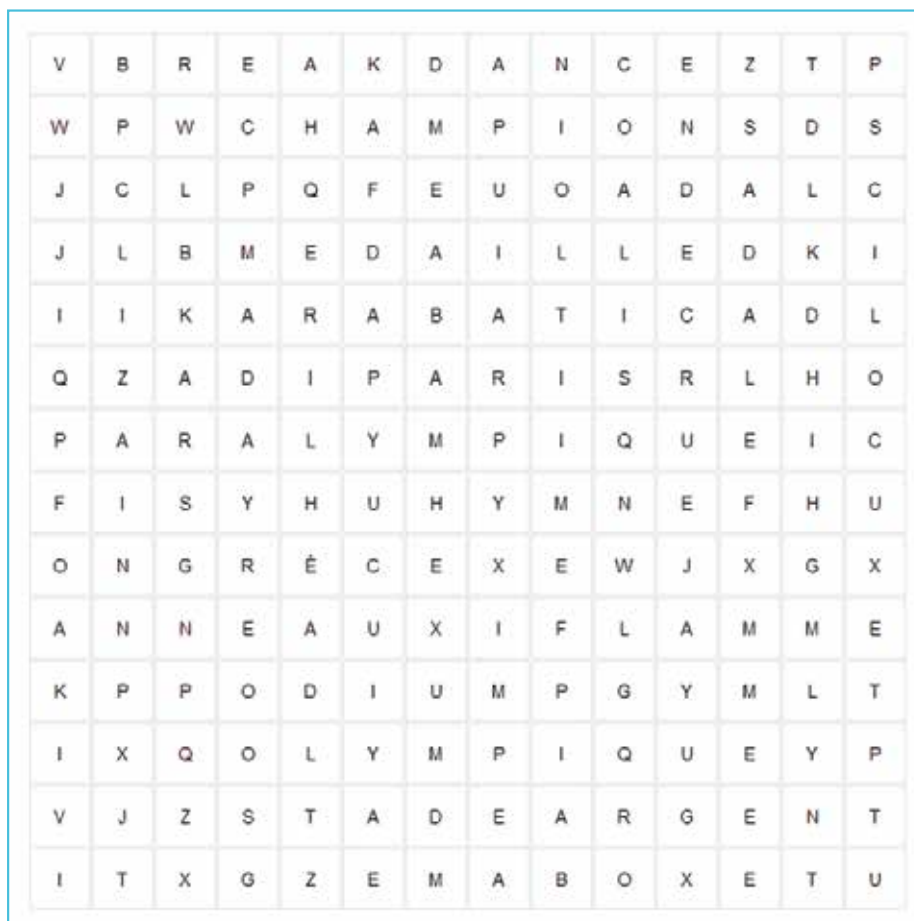 V B R E A K D A N C E Z T P
W P W C H A M P I O N S D S
J C L P Q F E U O A D A L C
J L B M E D A I L L E D K I
I I K A R A B A T I C A D L
Q Z A D I P A R I S R L H O
P A R A L Y M P I Q U E I C
F I S Y H U H Y M N E F H U
O N G R È C E X E W J X G X
A N N E A U X I F L A M M E
K P P O D I U M P G Y M L T
I X Q O L Y M P I Q U E Y P
V J Z S T A D E A R G E N T
I T X G Z E M A B O X E T U